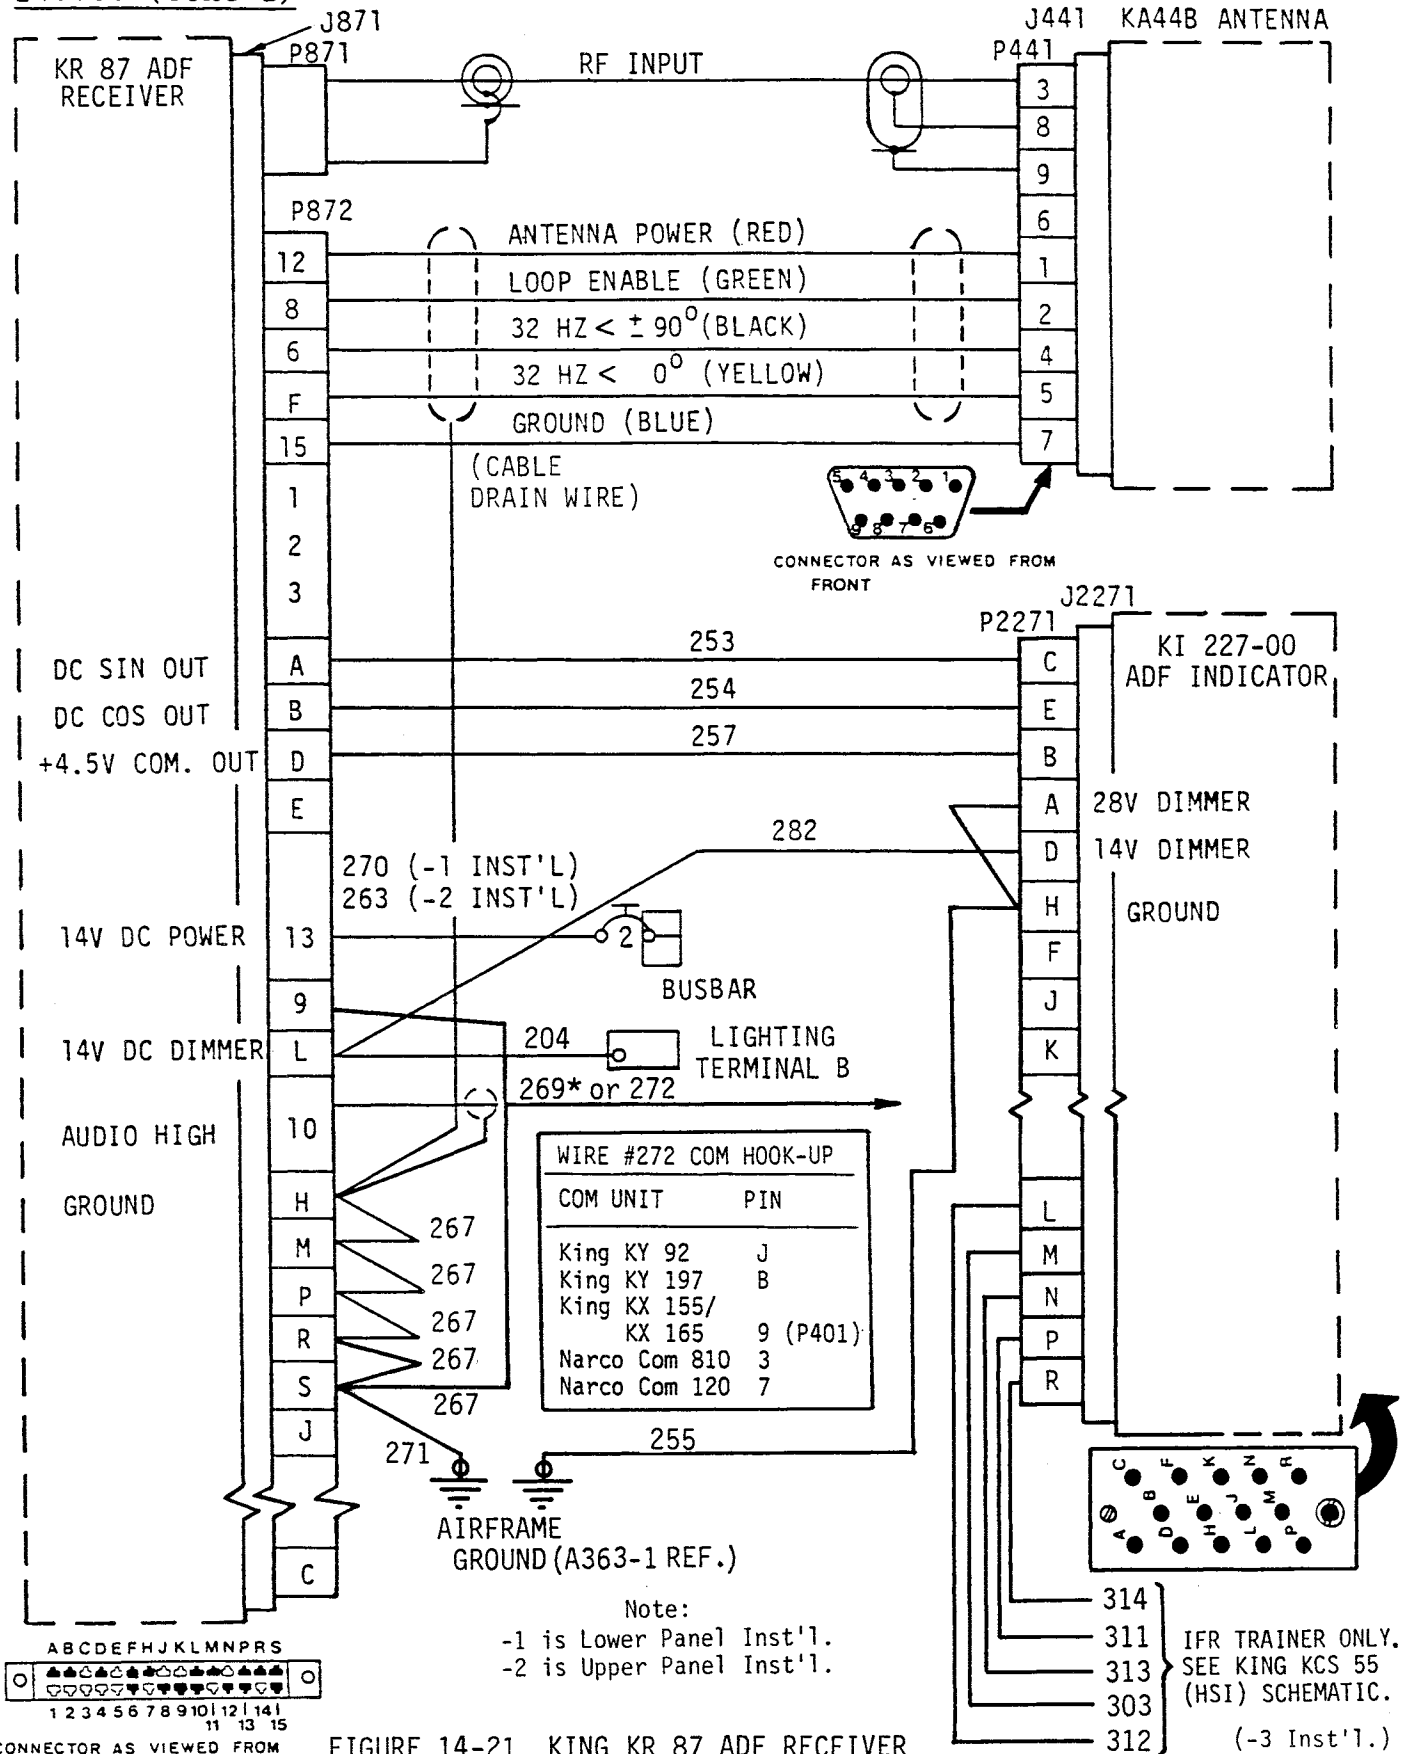 J871
P871
KR 87 ADF
RECEIVER
RF INPUT
J441 KA44B ANTENNA
P441
3
8
9
6
1
2
4
5
7
P872
12
8
6
F
15
1
2
3
ANTENNA POWER (RED)
LOOP ENABLE (GREEN)
32 HZ < ± 90° (BLACK)
32 HZ < 0° (YELLOW)
GROUND (BLUE)
(CABLE
DRAIN WIRE)
5 4 3 2 1
9 8 7 6
CONNECTOR AS VIEWED FROM
FRONT
J2271
P2271
KI 227-00
ADF INDICATOR
DC SIN OUT A 253 C
DC COS OUT B 254 E
+4.5V COM. OUT D 257 B
E
A 28V DIMMER
282
D 14V DIMMER
H GROUND
F
J
K
270 (-1 INST'L)
263 (-2 INST'L)
14V DC POWER 13
2
BUSBAR
9
14V DC DIMMER L
204
LIGHTING
TERMINAL B
269* or 272
AUDIO HIGH 10
GROUND H
M
P
R
S
J
C
267
267
267
267
267
271
WIRE #272 COM HOOK-UP
COM UNIT PIN
King KY 92 J
King KY 197 B
King KX 155/
KX 165 9 (P401)
Narco Com 810 3
Narco Com 120 7
255
L
M
N
P
R
AIRFRAME
GROUND (A363-1 REF.)
C F K N R
B E J M
A D H L P
Note:
-1 is Lower Panel Inst'l.
-2 is Upper Panel Inst'l.
314
311
313
303
312
IFR TRAINER ONLY.
SEE KING KCS 55
(HSI) SCHEMATIC.
(-3 Inst'l.)
A B C D E F H J K L M N P R S
1 2 3 4 5 6 7 8 9 10 11 12 13 14 15
CONNECTOR AS VIEWED FROM
FIGURE 14-21 KING KR 87 ADF RECEIVER